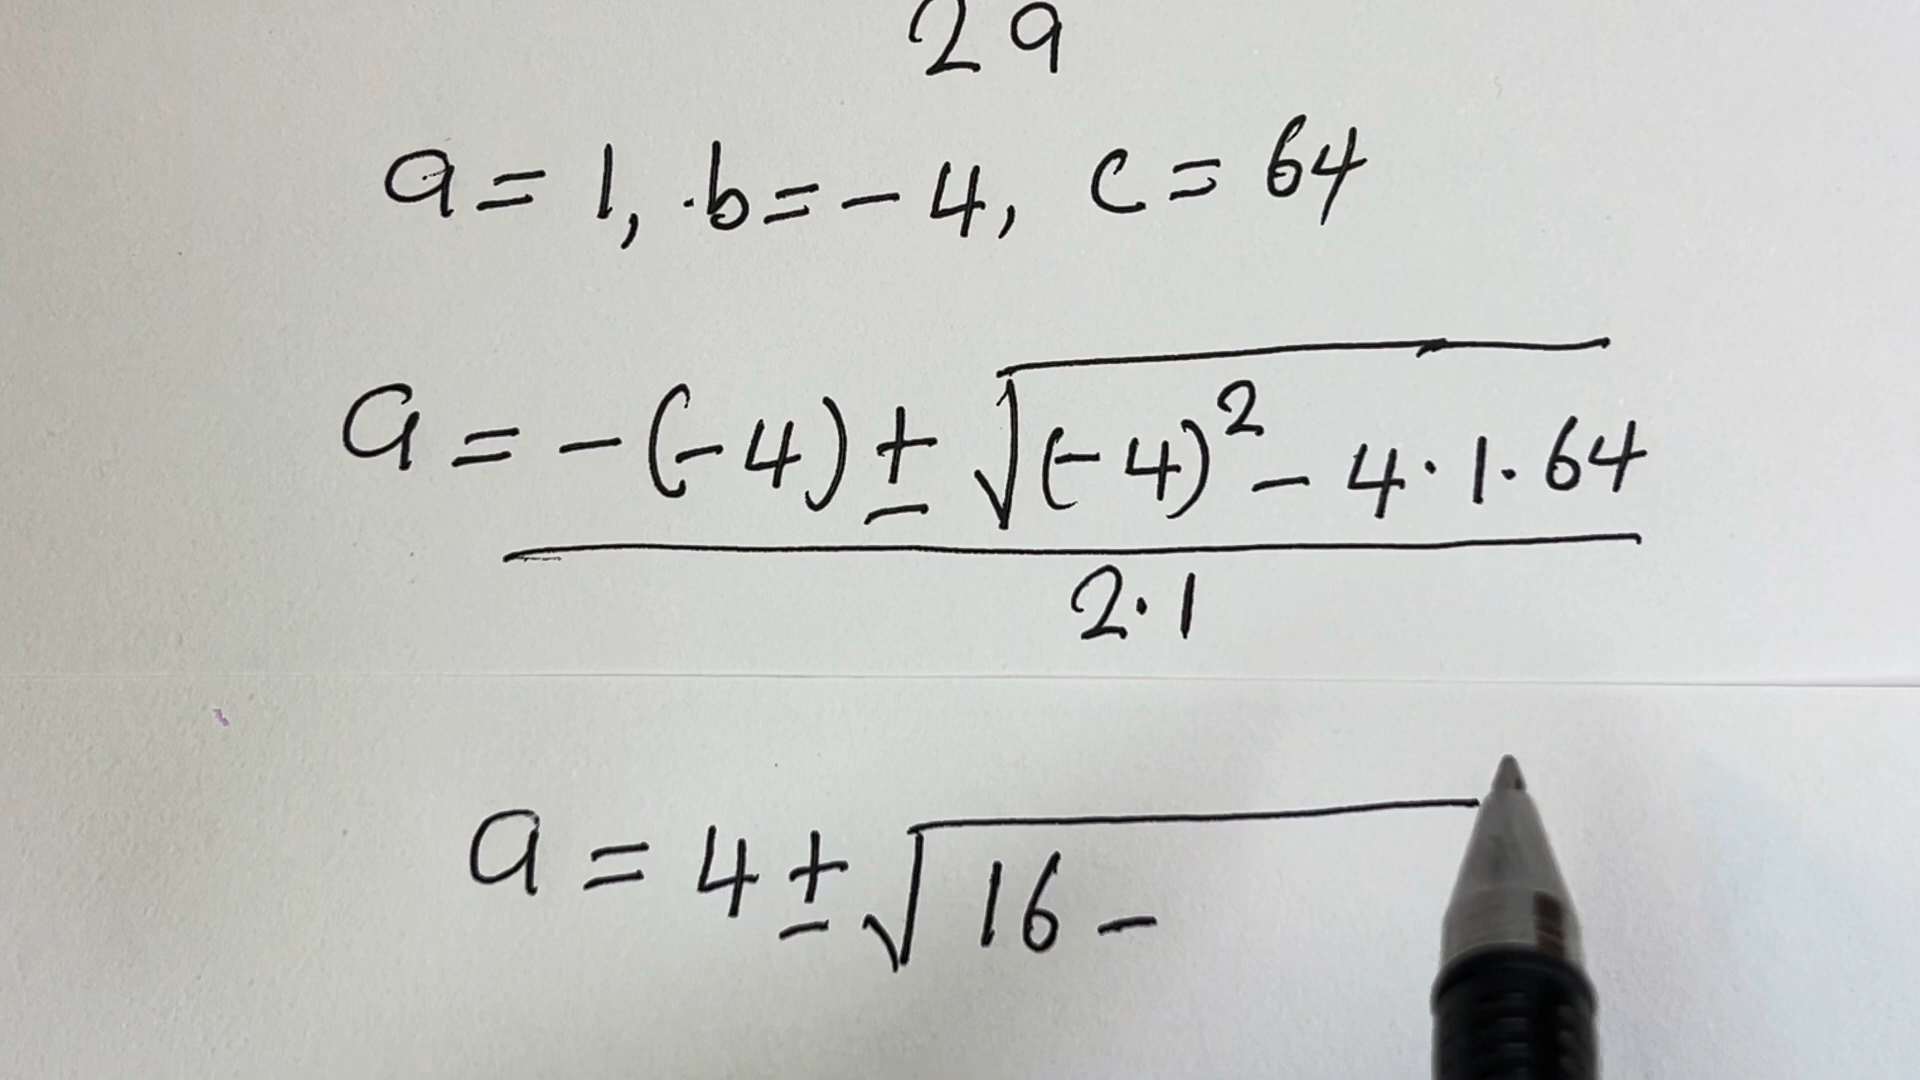 2a
a = 1, b = -4, c = 64
a = -(-4) ± √(-4)² - 4·1·64
2·1
a = 4 ± √16 -